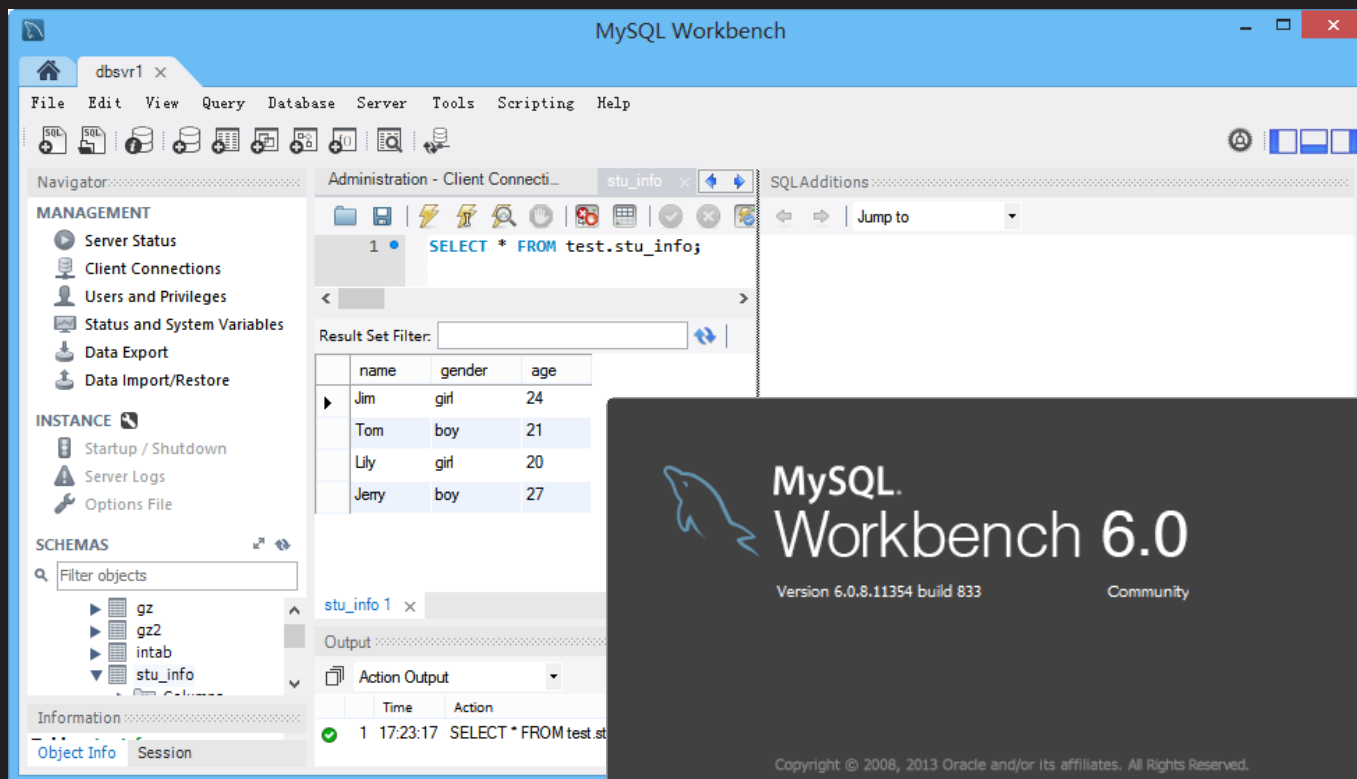 MySQL Workbench
dbsvr1
File Edit View Query Database Server Tools Scripting Help
Navigator
MANAGEMENT
Server Status
Client Connections
Users and Privileges
Status and System Variables
Data Export
Data Import/Restore
INSTANCE
Startup / Shutdown
Server Logs
Options File
SCHEMAS
Filter objects
gz
gz2
intab
stu_info
Columns
Information
Object Info Session
Administration - Client Connecti... stu_info
1 SELECT * FROM test.stu_info;
Result Set Filter:
name gender age
Jim girl 24
Tom boy 21
Lily girl 20
Jerry boy 27
stu_info 1
Output
Action Output
Time Action
1 17:23:17 SELECT * FROM test.st
SQLAdditions
Jump to
MySQL.
Workbench 6.0
Version 6.0.8.11354 build 833 Community
Copyright © 2008, 2013 Oracle and/or its affiliates. All Rights Reserved.